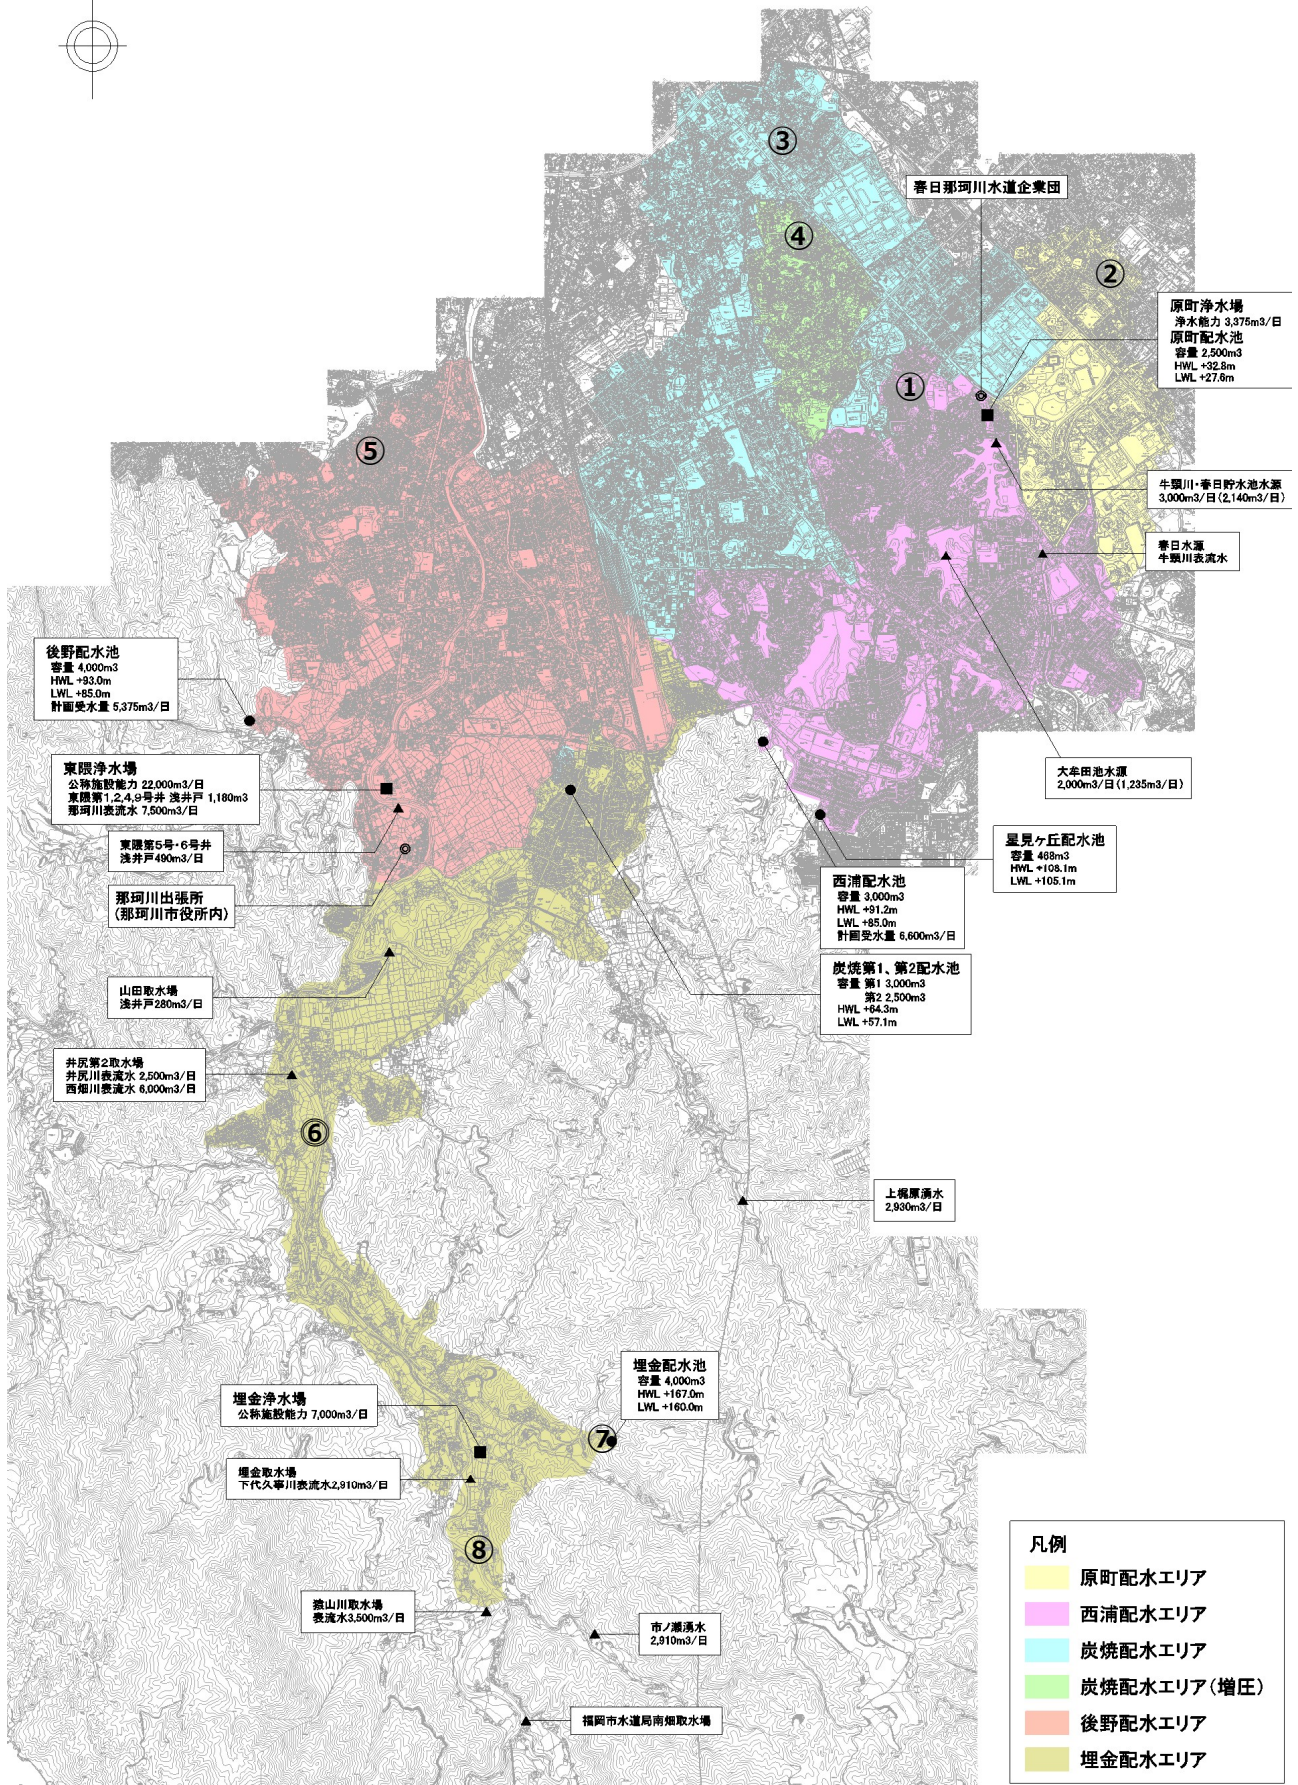 ③
春日那珂川水道企業団
④
②
原町浄水場
浄水能力 3,375m3/日
原町配水池
容量 2,500m3
HWL +32.8m
LWL +27.6m
①
⑤
牛頸川・春日貯水池水源
3,000m3/日(2,140m3/日)
春日水源
牛頸川表流水
後野配水池
容量 4,000m3
HWL +93.0m
LWL +85.0m
計画受水量 5,375m3/日
東隈浄水場
公称施設能力 22,000m3/日
東隈第1,2,4,9号井 浅井戸 1,180m3
那珂川表流水 7,500m3/日
大牟田池水源
2,000m3/日(1,235m3/日)
東隈第5号・6号井
浅井戸490m3/日
星見ヶ丘配水池
容量 468m3
HWL +108.1m
LWL +105.1m
那珂川出張所
(那珂川市役所内)
西浦配水池
容量 3,000m3
HWL +91.2m
LWL +85.0m
計画受水量 6,600m3/日
山田取水場
浅井戸280m3/日
炭焼第1、第2配水池
容量 第1 3,000m3
第2 2,500m3
HWL +64.3m
LWL +57.1m
井尻第2取水場
井尻川表流水 2,500m3/日
西畑川表流水 6,000m3/日
⑥
上梶原湧水
2,930m3/日
埋金配水池
容量 4,000m3
HWL +167.0m
LWL +160.0m
埋金浄水場
公称施設能力 7,000m3/日
⑦
埋金取水場
下代久事川表流水2,910m3/日
⑧
猿山川取水場
表流水3,500m3/日
市ノ瀬湧水
2,910m3/日
福岡市水道局南畑取水場
凡例
原町配水エリア
西浦配水エリア
炭焼配水エリア
炭焼配水エリア(増圧)
後野配水エリア
埋金配水エリア